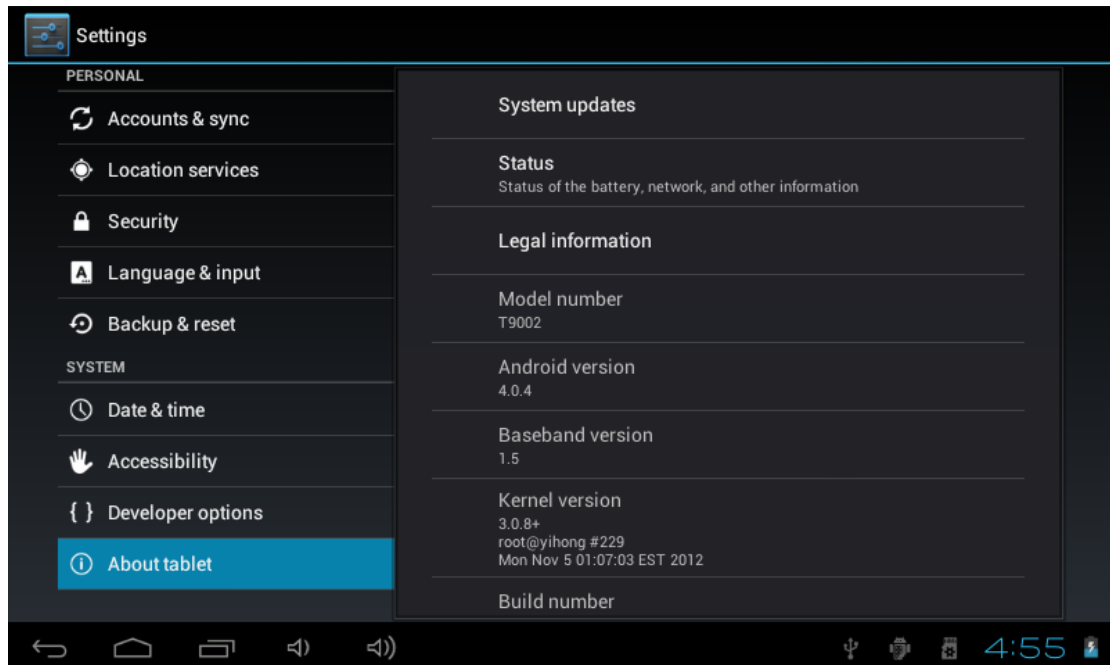 Settings
PERSONAL
Accounts & sync
Location services
Security
Language & input
Backup & reset
SYSTEM
Date & time
Accessibility
{ } Developer options
About tablet
System updates
Status
Status of the battery, network, and other information
Legal information
Model number
T9002
Android version
4.0.4
Baseband version
1.5
Kernel version
3.0.8+
root@yihong #229
Mon Nov 5 01:07:03 EST 2012
Build number
4:55